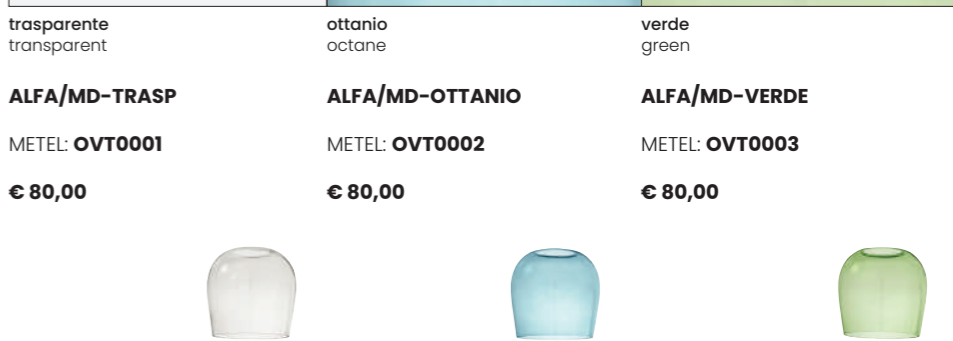 trasparente
transparent
ALFA/MD-TRASP
METEL: OVT0001
€ 80,00
ottanio
octane
ALFA/MD-OTTANIO
METEL: OVT0002
€ 80,00
verde
green
ALFA/MD-VERDE
METEL: OVT0003
€ 80,00